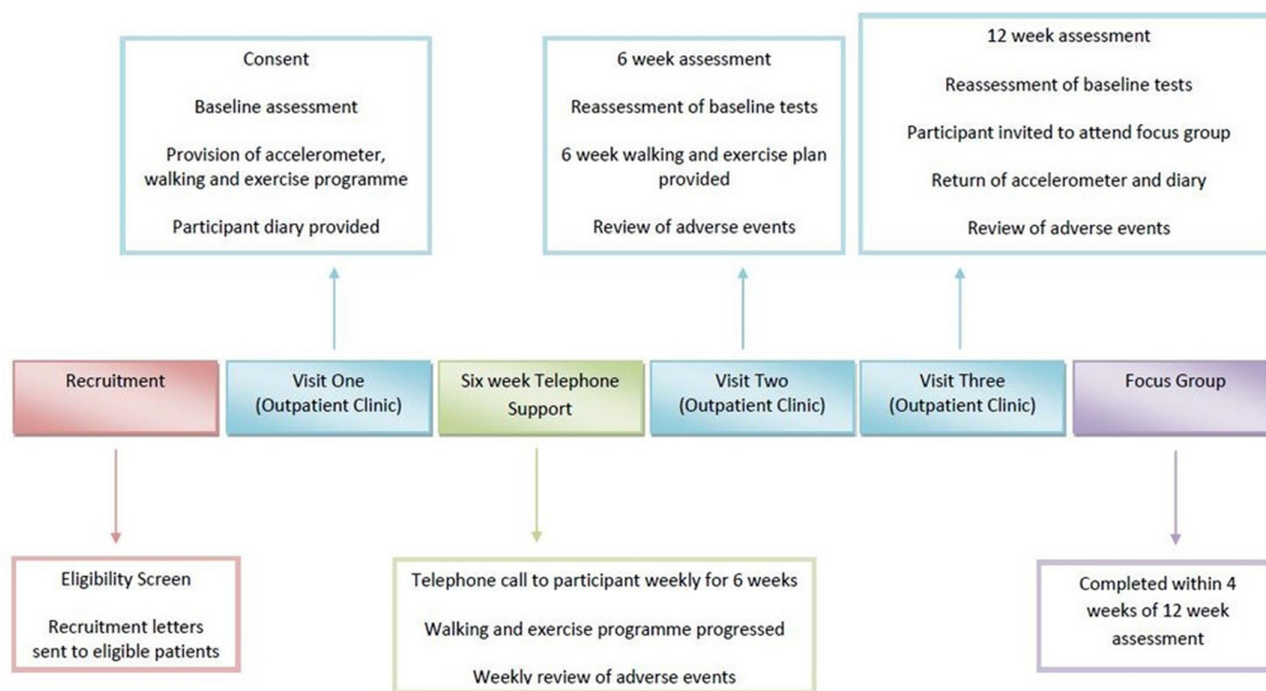 Consent
Baseline assessment
Provision of accelerometer,
walking and exercise programme
Participant diary provided
6 week assessment
Reassessment of baseline tests
6 week walking and exercise plan
provided
Review of adverse events
12 week assessment
Reassessment of baseline tests
Participant invited to attend focus group
Return of accelerometer and diary
Review of adverse events
Recruitment
Visit One
(Outpatient Clinic)
Six week Telephone
Support
Visit Two
(Outpatient Clinic)
Visit Three
(Outpatient Clinic)
Focus Group
Eligibility Screen
Recruitment letters
sent to eligible patients
Telephone call to participant weekly for 6 weeks
Walking and exercise programme progressed
Weekly review of adverse events
Completed within 4
weeks of 12 week
assessment